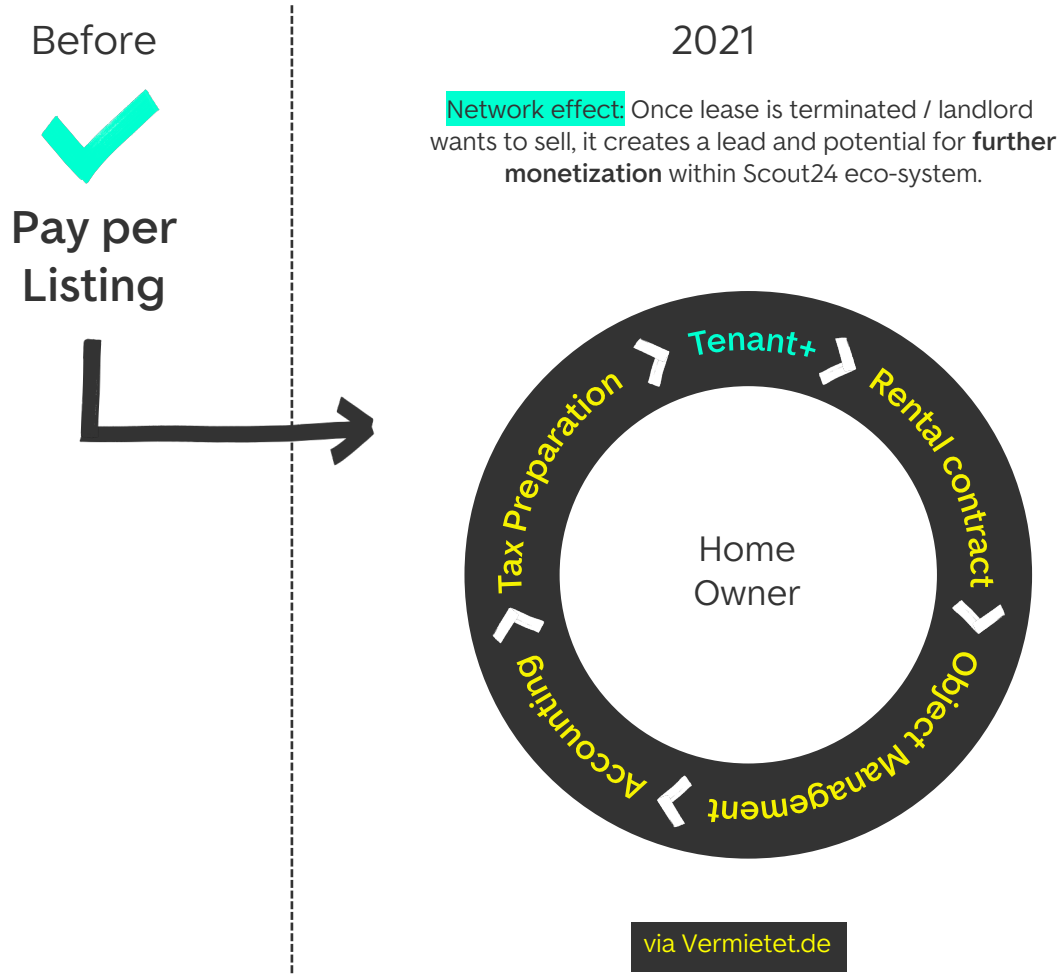 Before
Pay per
Listing
2021
Network effect: Once lease is terminated / landlord
wants to sell, it creates a lead and potential for further
monetization within Scout24 eco-system.
Tenant+
Rental contract
Object Management
Accounting
Tax Preparation
Home
Owner
via Vermietet.de